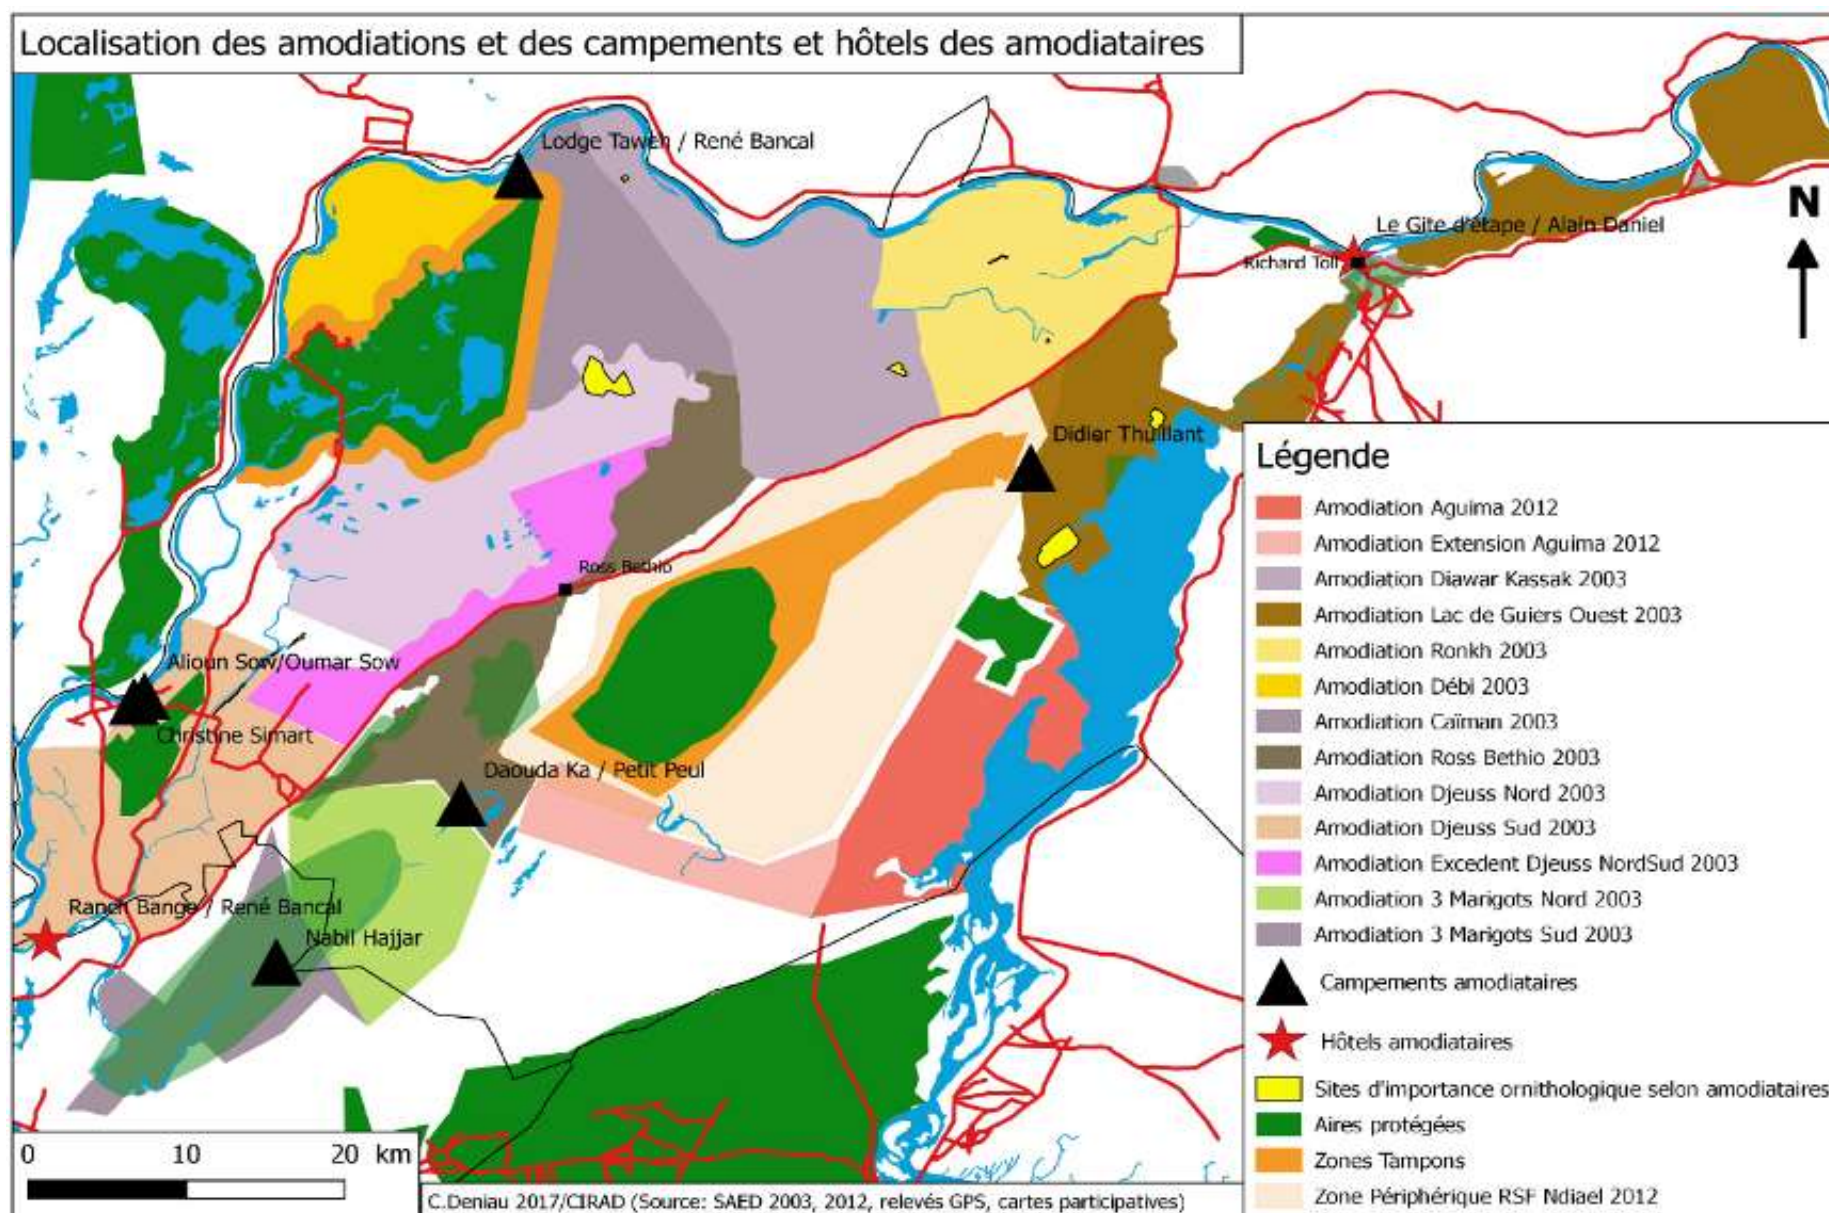 Localisation des amodiations et des campements et hôtels des amodiataires
Lodge Taweh / René Bancal
N
Le Gite d'étape / Alain Daniel
Richard Toll
Didier Thuillant
Ross Bethio
Alioun Sow/Oumar Sow
Christine Simart
Daouda Ka / Petit Peul
Ranch Bango / René Bancal
Nabil Hajjar
Légende
Amodiation Aguima 2012
Amodiation Extension Aguima 2012
Amodiation Diawar Kassak 2003
Amodiation Lac de Guiers Ouest 2003
Amodiation Ronkh 2003
Amodiation Débi 2003
Amodiation Caïman 2003
Amodiation Ross Bethio 2003
Amodiation Djeuss Nord 2003
Amodiation Djeuss Sud 2003
Amodiation Excedent Djeuss NordSud 2003
Amodiation 3 Marigots Nord 2003
Amodiation 3 Marigots Sud 2003
Campements amodiataires
Hôtels amodiataires
Sites d'importance ornithologique selon amodiataires
Aires protégées
Zones Tampons
Zone Périphérique RSF Ndiael 2012
0 10 20 km
C.Deniau 2017/CIRAD (Source: SAED 2003, 2012, relevés GPS, cartes participatives)